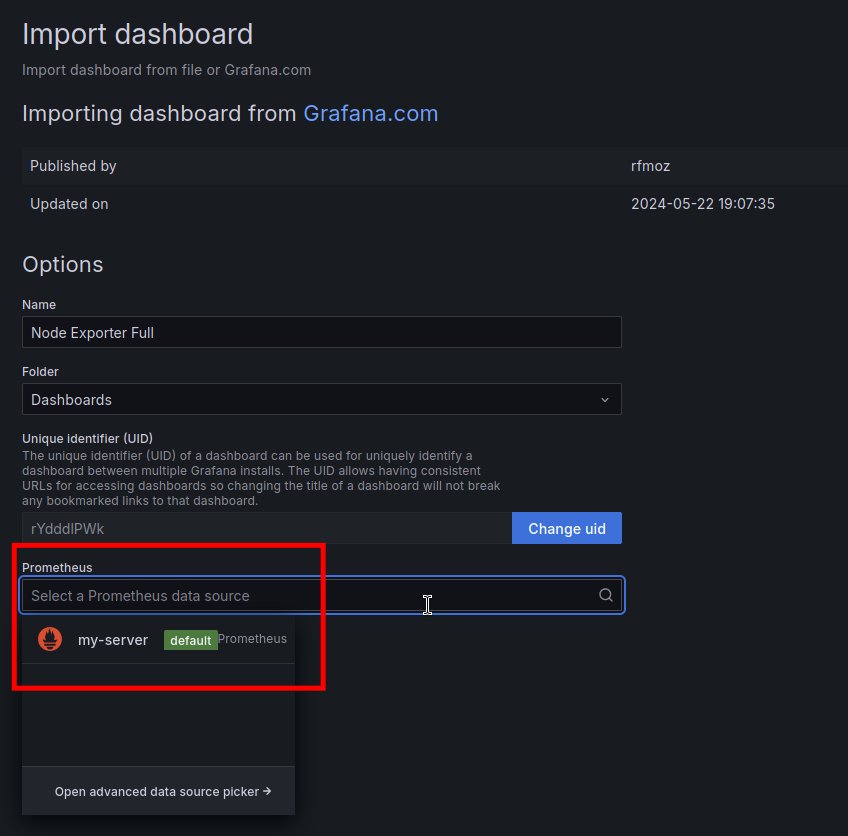 Import dashboard
Import dashboard from file or Grafana.com
Importing dashboard from Grafana.com
Published by rfmoz
Updated on 2024-05-22 19:07:35
Options
Name
Node Exporter Full
Folder
Dashboards
Unique identifier (UID)
The unique identifier (UID) of a dashboard can be used for uniquely identify a
dashboard between multiple Grafana installs. The UID allows having consistent
URLs for accessing dashboards so changing the title of a dashboard will not break
any bookmarked links to that dashboard.
rYdddlPWk Change uid
Prometheus
Select a Prometheus data source
my-server default Prometheus
Open advanced data source picker →